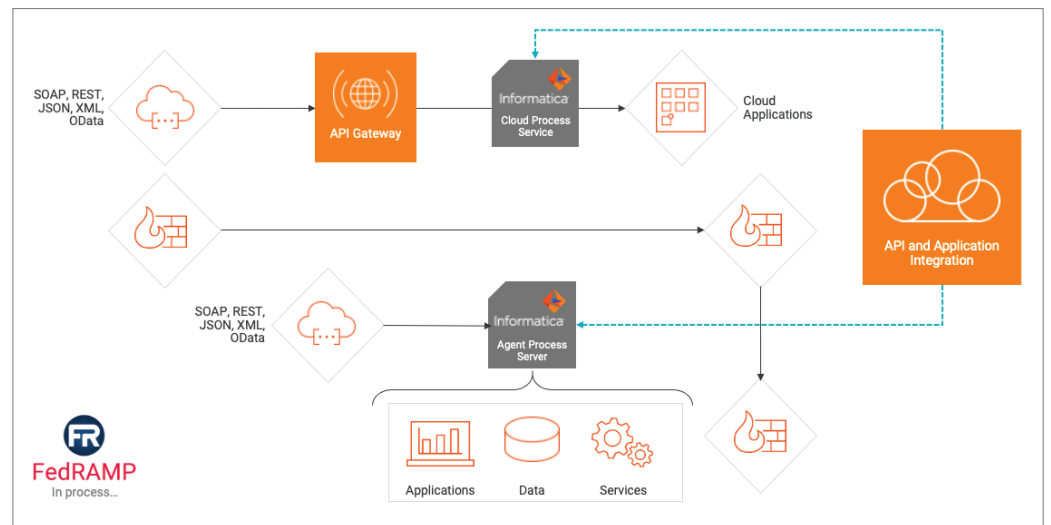 SOAP, REST,
JSON, XML,
OData
API Gateway
Informatica
Cloud Process
Service
Cloud
Applications
API and Application
Integration
SOAP, REST,
JSON, XML,
OData
Informatica
Agent Process
Server
Applications
Data
Services
FR
FedRAMP
In process...